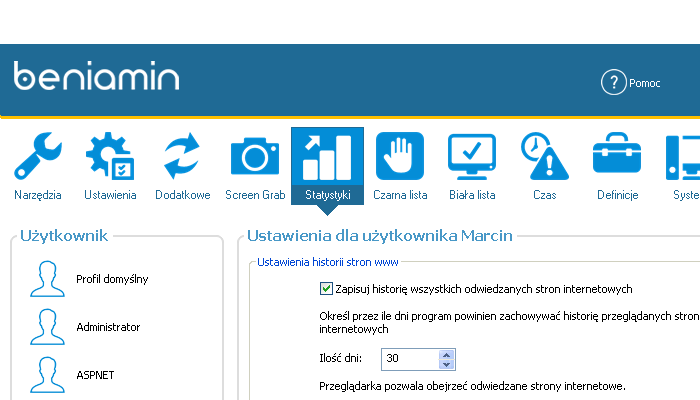 beniamin
? Pomoc
Narzędzia
Ustawienia
Dodatkowe
Screen Grab
Statystyki
Czarna lista
Biała lista
Czas
Definicje
Syste
Użytkownik
Profil domyślny
Administrator
ASPNET
Ustawienia dla użytkownika Marcin
Ustawienia historii stron www
Zapisuj historię wszystkich odwiedzanych stron internetowych
Określ przez ile dni program powinien zachowywać historię przeglądanych stron
internetowych
Ilość dni: 30
Przeglądarka pozwala obejrzeć odwiedzane strony internetowe.